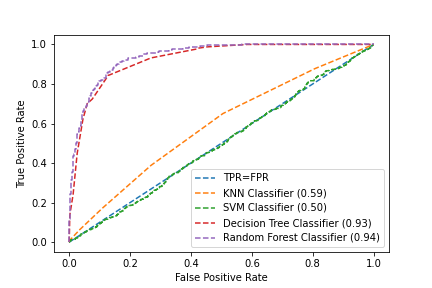 1.0
0.8
0.6
0.4
0.2
0.0
True Positive Rate
TPR=FPR
KNN Classifier (0.59)
SVM Classifier (0.50)
Decision Tree Classifier (0.93)
Random Forest Classifier (0.94)
0.0 0.2 0.4 0.6 0.8 1.0
False Positive Rate